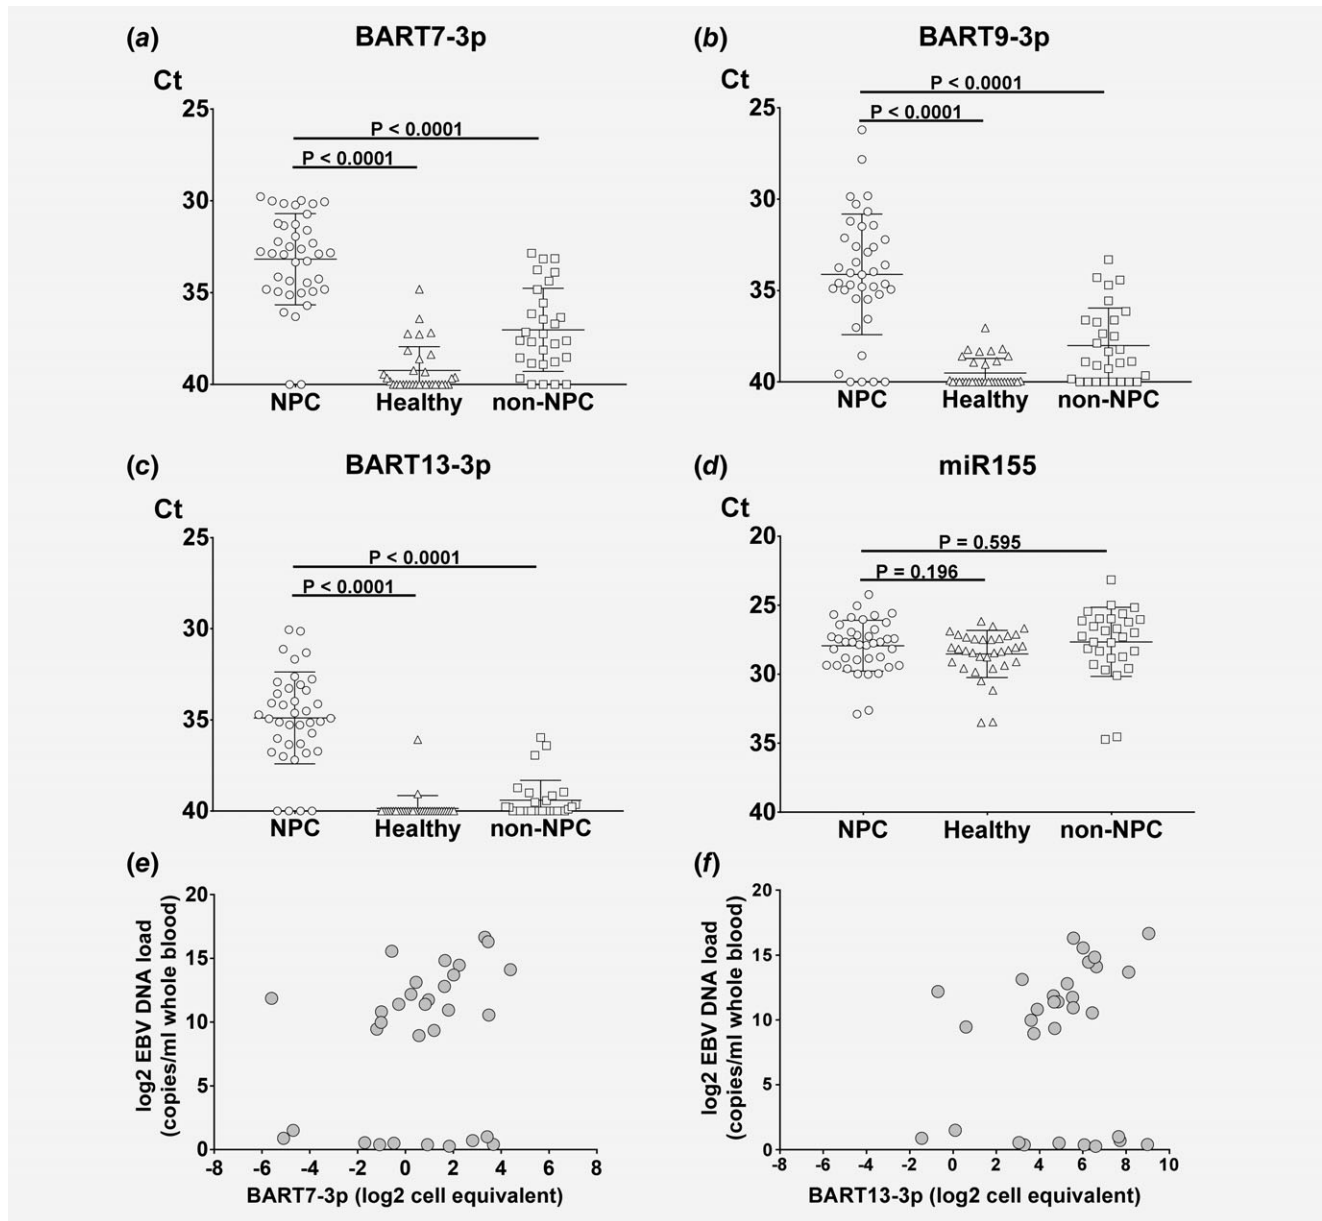 (a) BART7-3p
Ct
25
30
35
40
P < 0.0001
P < 0.0001
NPC Healthy non-NPC
(b) BART9-3p
Ct
25
30
35
40
P < 0.0001
P < 0.0001
NPC Healthy non-NPC
(c) BART13-3p
Ct
25
30
35
40
P < 0.0001
P < 0.0001
NPC Healthy non-NPC
(d) miR155
Ct
20
25
30
35
40
P = 0.595
P = 0.196
NPC Healthy non-NPC
(e)
log2 EBV DNA load
(copies/ml whole blood)
20
15
10
5
0
-8 -6 -4 -2 0 2 4 6 8
BART7-3p (log2 cell equivalent)
(f)
log2 EBV DNA load
(copies/ml whole blood)
20
15
10
5
0
-8 -6 -4 -2 0 2 4 6 8 10
BART13-3p (log2 cell equivalent)